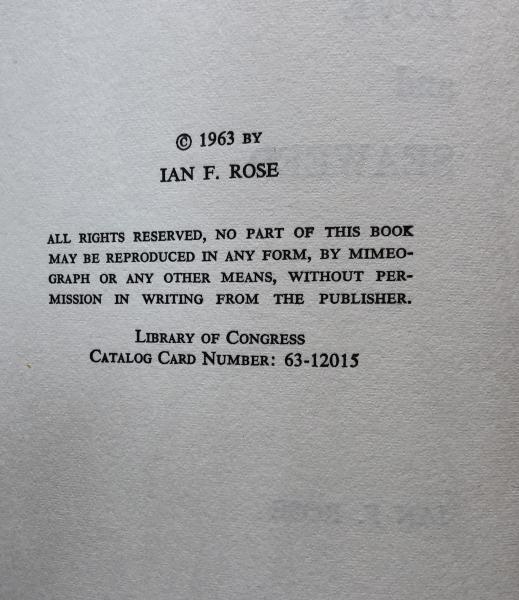 © 1963 BY
IAN F. ROSE
ALL RIGHTS RESERVED, NO PART OF THIS BOOK
MAY BE REPRODUCED IN ANY FORM, BY MIMEO-
GRAPH OR ANY OTHER MEANS, WITHOUT PER-
MISSION IN WRITING FROM THE PUBLISHER.
LIBRARY OF CONGRESS
CATALOG CARD NUMBER: 63-12015
IAN F. ROSE